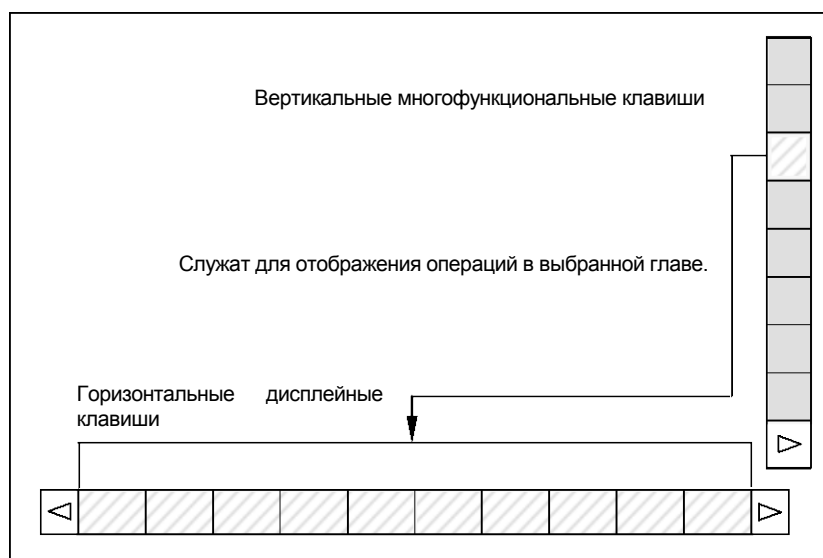 Вертикальные многофункциональные клавиши
Служат для отображения операций в выбранной главе.
Горизонтальные дисплейные
клавиши